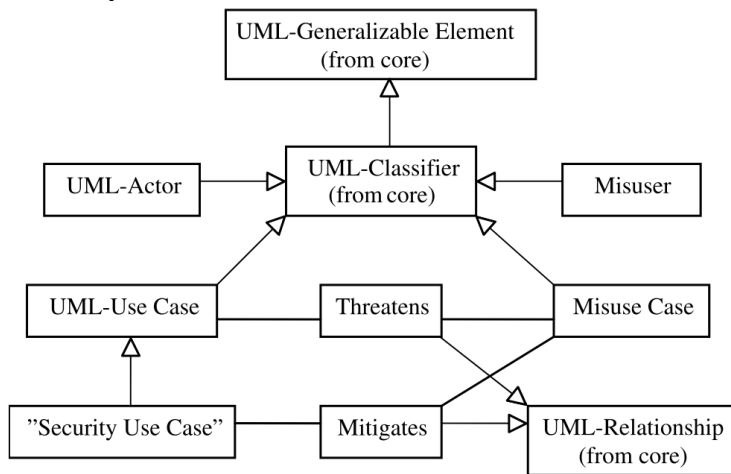 UML-Generalizable Element
(from core)
UML-Actor
UML-Classifier
(from core)
Misuser
UML-Use Case
Threatens
Misuse Case
”Security Use Case”
Mitigates
UML-Relationship
(from core)